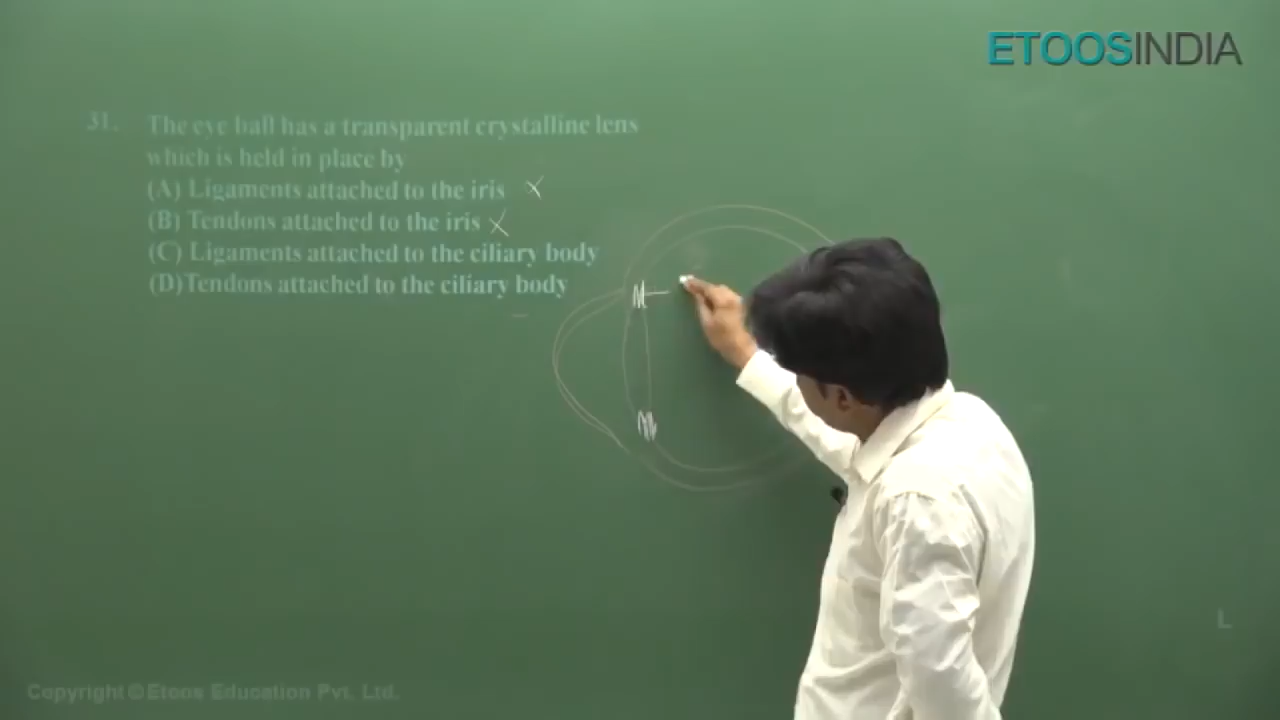 ETOOSINDIA
31. The eye ball has a transparent crystalline lens
which is held in place by
(A) Ligaments attached to the iris
(B) Tendons attached to the iris
(C) Ligaments attached to the ciliary body
(D)Tendons attached to the ciliary body
L
Copyright © Etoos Education Pvt. Ltd.